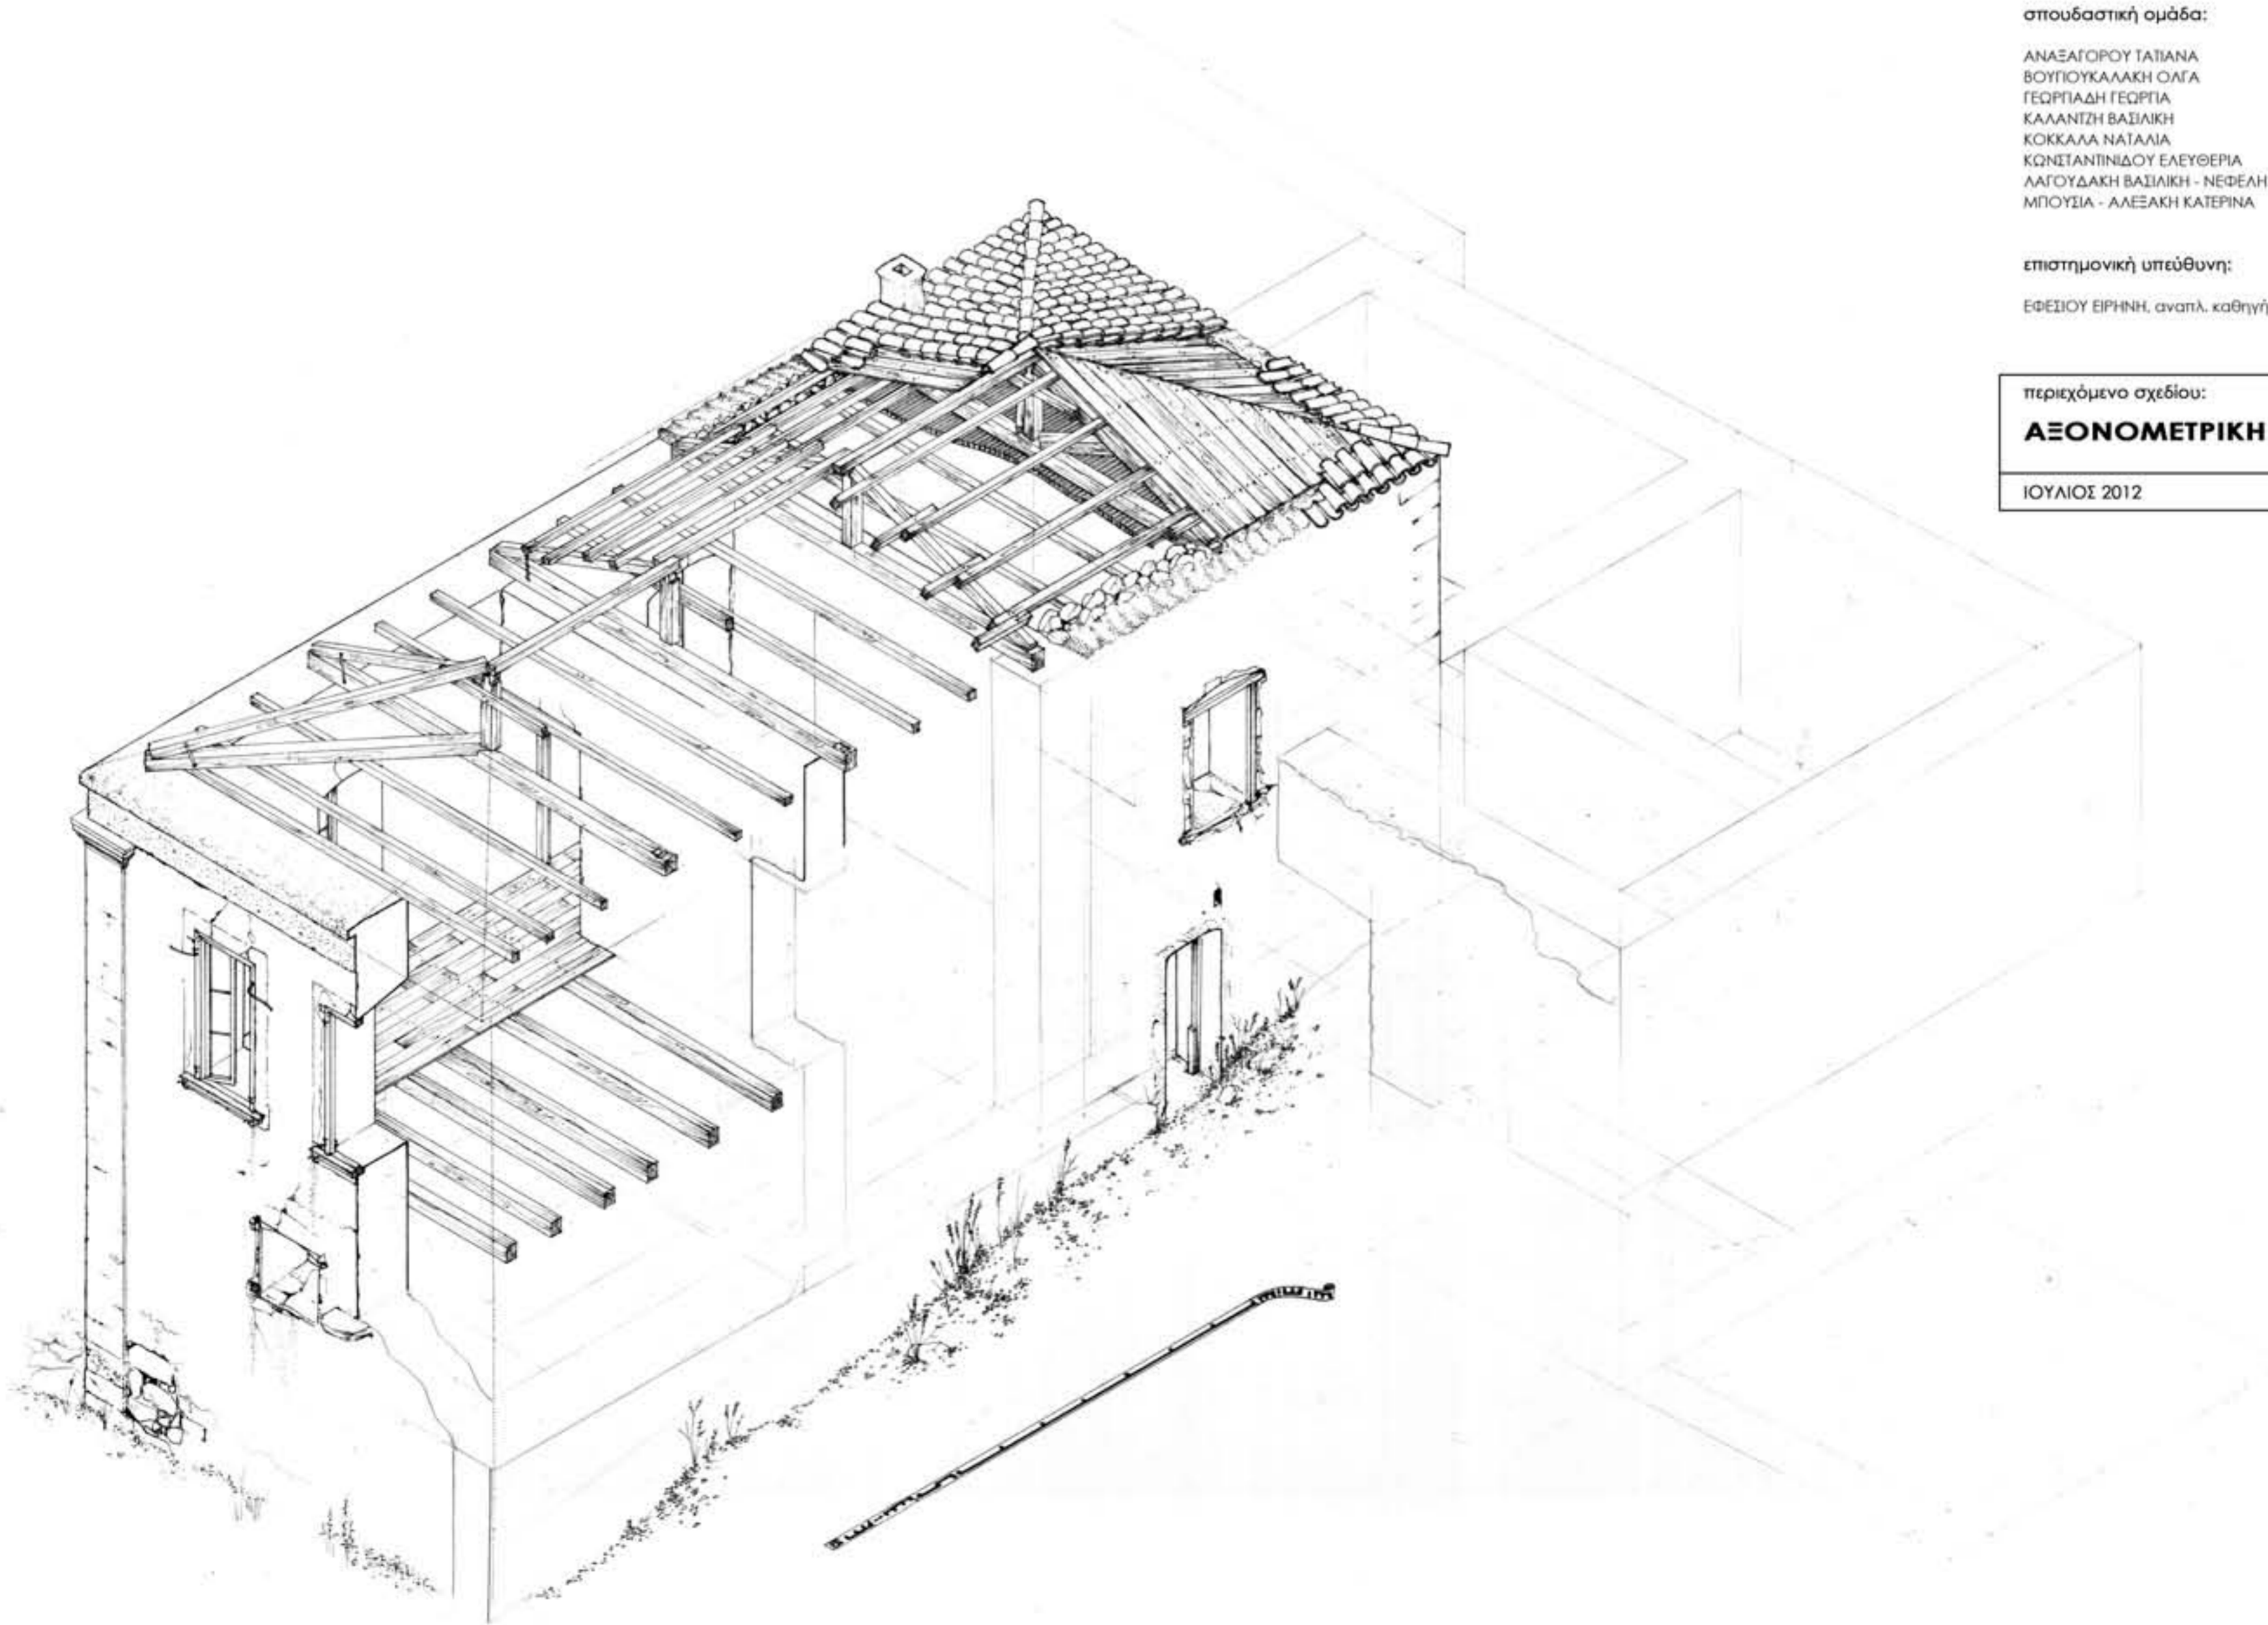 σπουδαστική ομάδα:
ΑΝΑΞΑΓΟΡΟΥ ΤΑΤΙΑΝΑ
ΒΟΥΓΙΟΥΚΑΛΑΚΗ ΟΛΓΑ
ΓΕΩΡΓΙΑΔΗ ΓΕΩΡΓΙΑ
ΚΑΛΑΝΤΖΗ ΒΑΣΙΛΙΚΗ
ΚΟΚΚΑΛΑ ΝΑΤΑΛΙΑ
ΚΩΝΣΤΑΝΤΙΝΙΔΟΥ ΕΛΕΥΘΕΡΙΑ
ΛΑΓΟΥΔΑΚΗ ΒΑΣΙΛΙΚΗ - ΝΕΦΕΛΗ
ΜΠΟΥΣΙΑ - ΑΛΕΞΑΚΗ ΚΑΤΕΡΙΝΑ
επιστημονική υπεύθυνη:
ΕΦΕΣΙΟΥ ΕΙΡΗΝΗ, αναπλ. καθηγή
περιεχόμενο σχεδίου:
ΑΞΟΝΟΜΕΤΡΙΚΗ
ΙΟΥΛΙΟΣ 2012